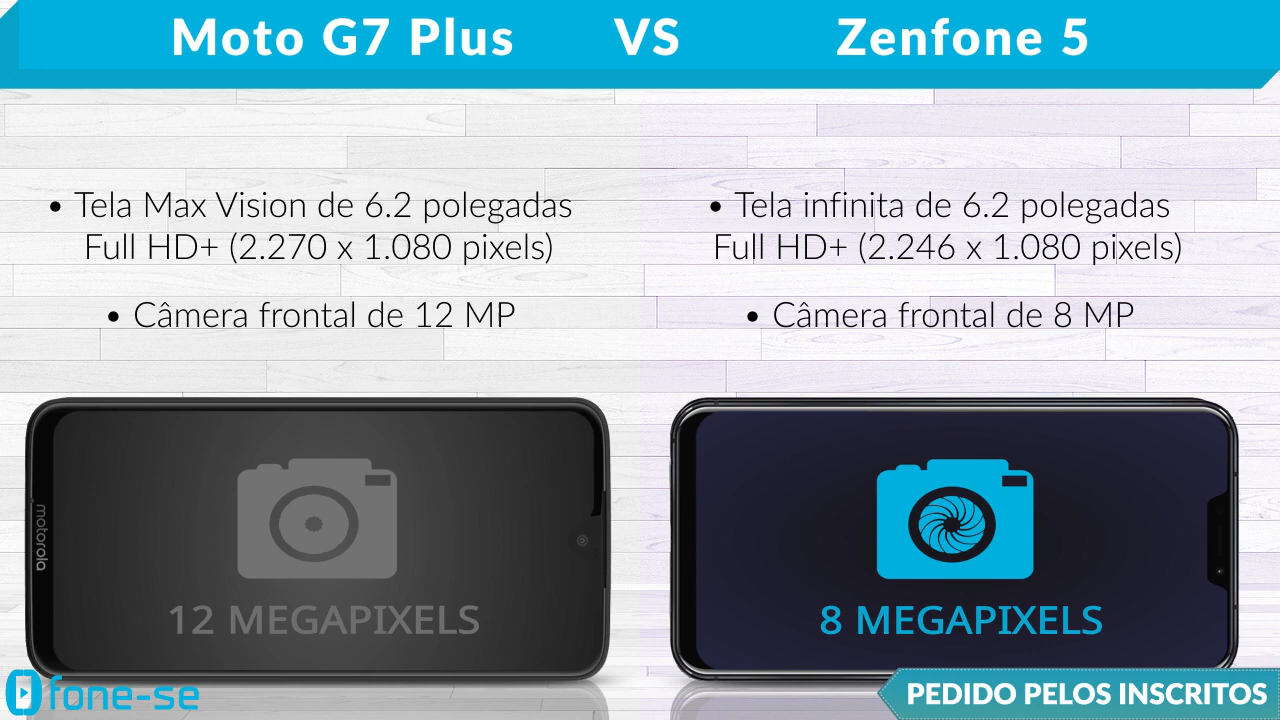 Moto G7 Plus VS Zenfone 5
• Tela Max Vision de 6.2 polegadas
Full HD+ (2.270 x 1.080 pixels)
• Câmera frontal de 12 MP
• Tela infinita de 6.2 polegadas
Full HD+ (2.246 x 1.080 pixels)
• Câmera frontal de 8 MP
motorola
12 MEGAPIXELS
8 MEGAPIXELS
fone-se
PEDIDO PELOS INSCRITOS